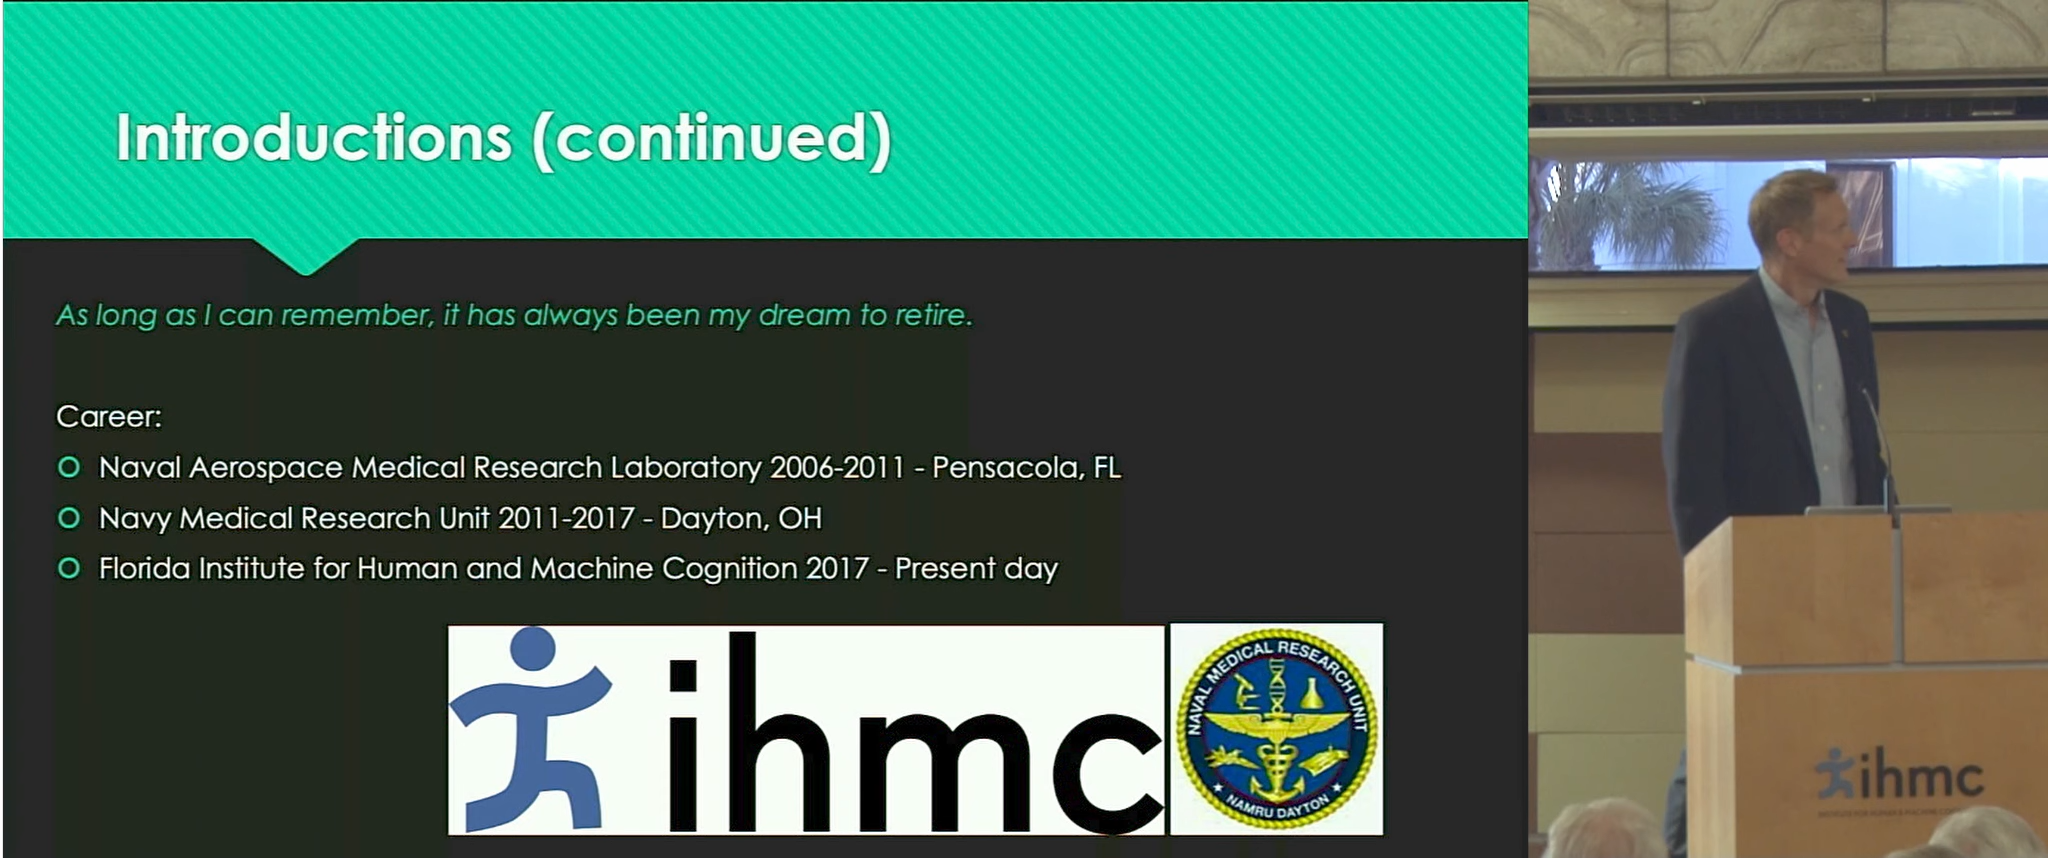 Introductions (continued)
As long as I can remember, it has always been my dream to retire.
Career:
Naval Aerospace Medical Research Laboratory 2006-2011 - Pensacola, FL
Navy Medical Research Unit 2011-2017 - Dayton, OH
Florida Institute for Human and Machine Cognition 2017 - Present day
ihmc
NAVAL MEDICAL RESEARCH UNIT
NAMRU DAYTON
ihmc